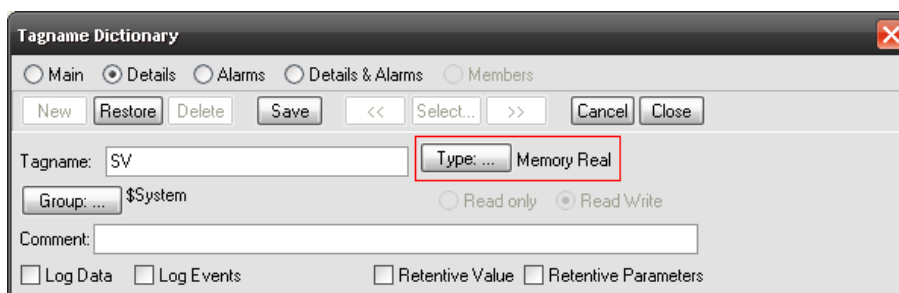 Tagname Dictionary
Main Details Alarms Details & Alarms Members
New Restore Delete Save << Select... >> Cancel Close
Tagname: SV Type: ... Memory Real
Group: ... $System Read only Read Write
Comment:
Log Data Log Events Retentive Value Retentive Parameters